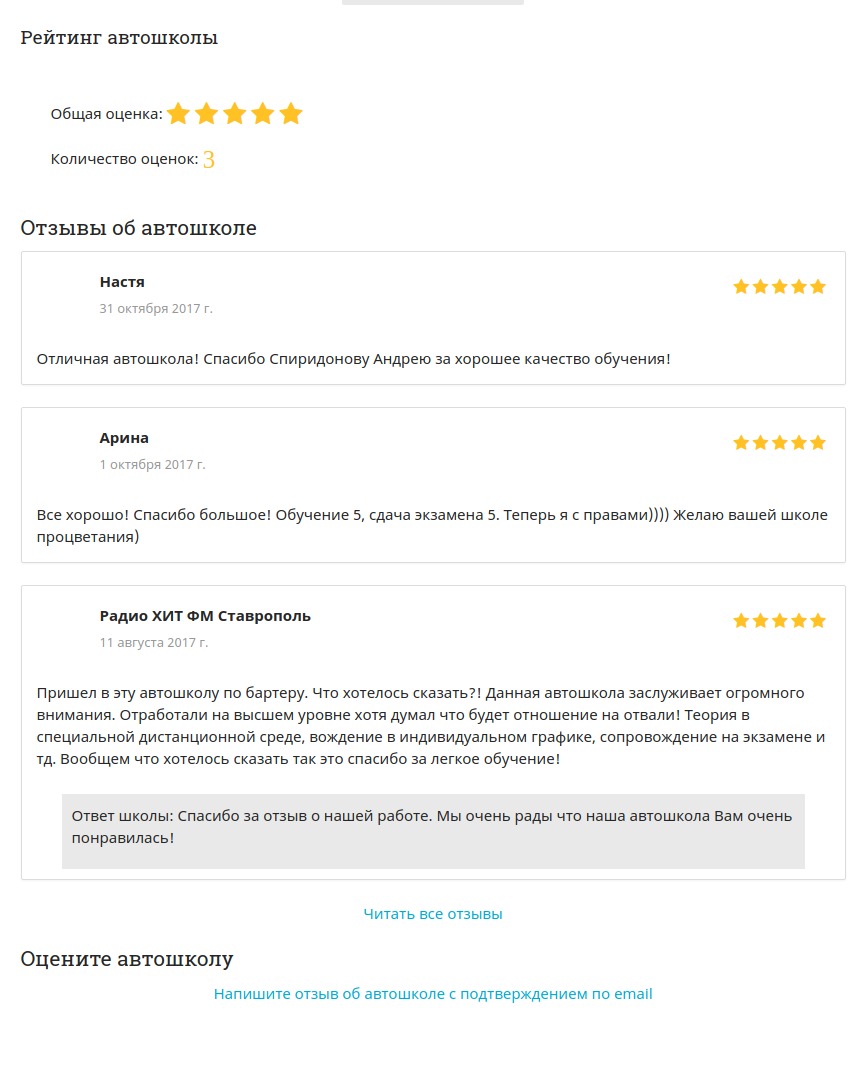 Рейтинг автошколы
Общая оценка:
Количество оценок: 3
Отзывы об автошколе
Настя
31 октября 2017 г.
Отличная автошкола! Спасибо Спиридонову Андрею за хорошее качество обучения!
Арина
1 октября 2017 г.
Все хорошо! Спасибо большое! Обучение 5, сдача экзамена 5. Теперь я с правами)))) Желаю вашей школе
процветания)
Радио ХИТ ФМ Ставрополь
11 августа 2017 г.
Пришел в эту автошколу по бартеру. Что хотелось сказать?! Данная автошкола заслуживает огромного
внимания. Отработали на высшем уровне хотя думал что будет отношение на отвали! Теория в
специальной дистанционной среде, вождение в индивидуальном графике, сопровождение на экзамене и
тд. Вообщем что хотелось сказать так это спасибо за легкое обучение!
Ответ школы: Спасибо за отзыв о нашей работе. Мы очень рады что наша автошкола Вам очень
понравилась!
Читать все отзывы
Оцените автошколу
Напишите отзыв об автошколе с подтверждением по email